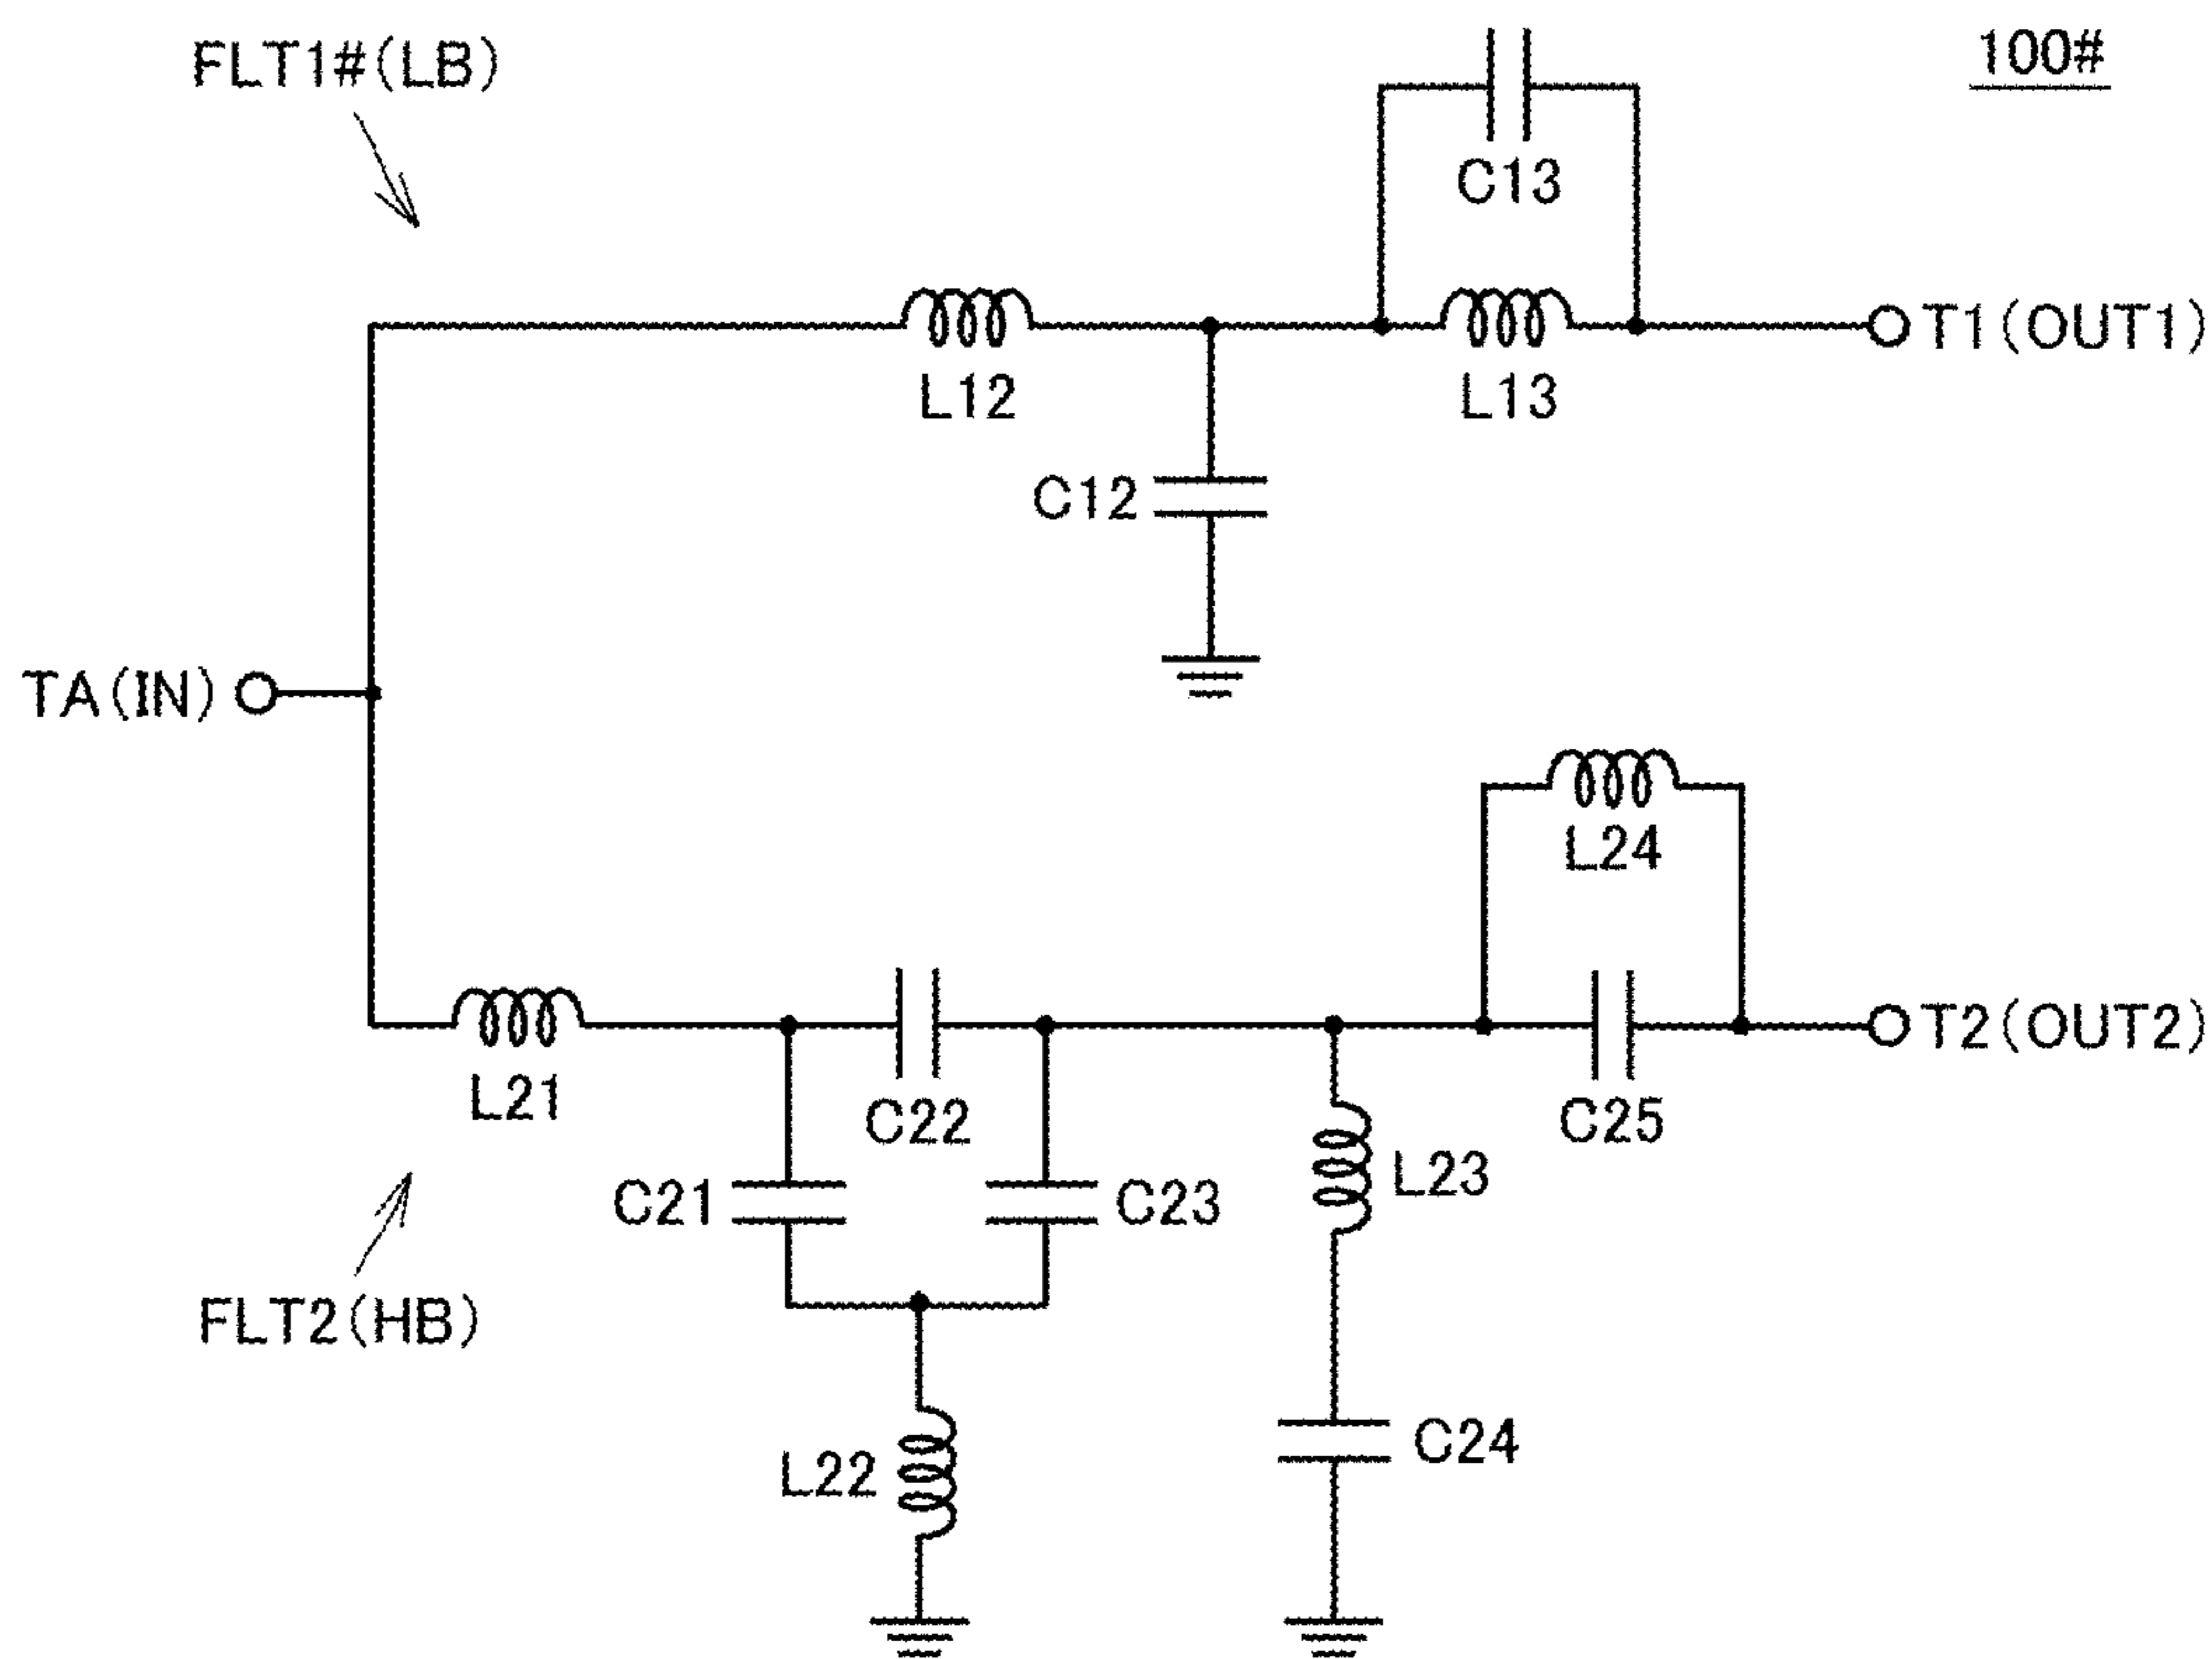 FLT1#(LB)
100#
C13
T1(OUT1)
L12
L13
C12
TA(IN)
L24
T2(OUT2)
L21
C22
C25
C21
C23
L23
FLT2(HB)
L22
C24